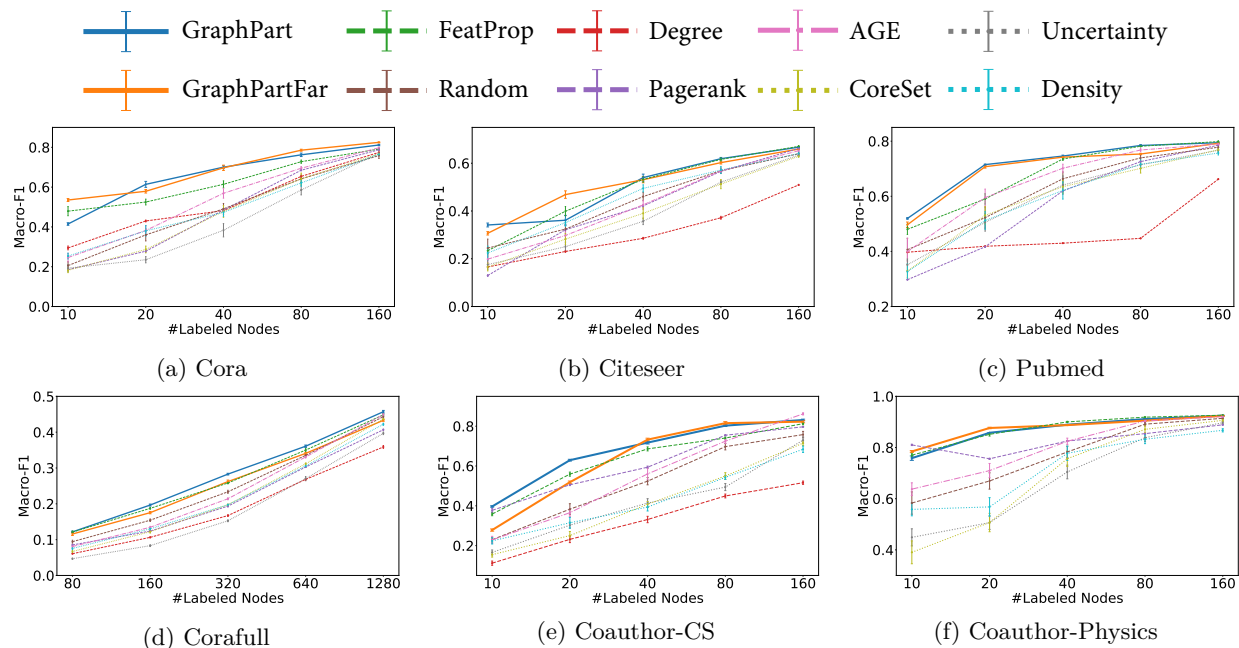 GraphPart FeatProp Degree AGE Uncertainty
GraphPartFar Random Pagerank CoreSet Density
Macro-F1
0.8
0.6
0.4
0.2
0.0
10 20 40 80 160
#Labeled Nodes
(a) Cora
Macro-F1
0.6
0.4
0.2
0.0
10 20 40 80 160
#Labeled Nodes
(b) Citeseer
Macro-F1
0.8
0.6
0.4
0.2
10 20 40 80 160
#Labeled Nodes
(c) Pubmed
Macro-F1
0.5
0.4
0.3
0.2
0.1
0.0
80 160 320 640 1280
#Labeled Nodes
(d) Corafull
Macro-F1
0.8
0.6
0.4
0.2
10 20 40 80 160
#Labeled Nodes
(e) Coauthor-CS
Macro-F1
1.0
0.8
0.6
0.4
10 20 40 80 160
#Labeled Nodes
(f) Coauthor-Physics